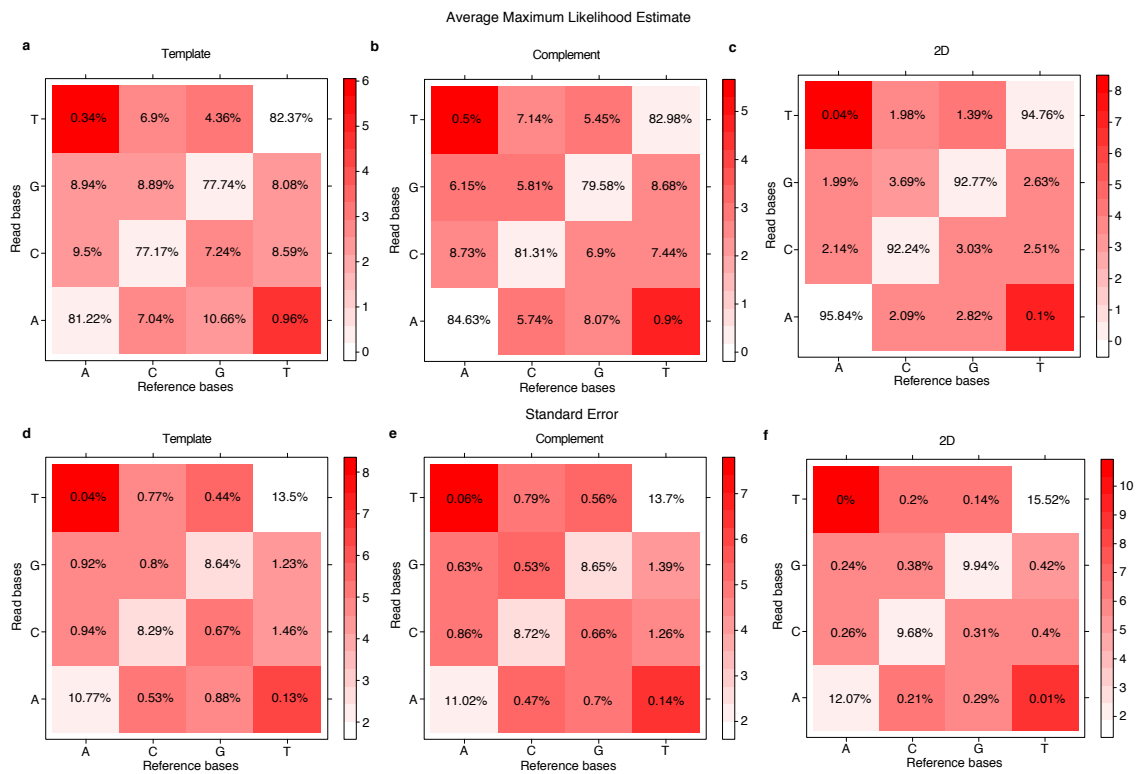 Average Maximum Likelihood Estimate
a
Template
Read bases
T
G
C
A
0.34% 6.9% 4.36% 82.37%
8.94% 8.89% 77.74% 8.08%
9.5% 77.17% 7.24% 8.59%
81.22% 7.04% 10.66% 0.96%
A C G T
Reference bases
6
5
4
3
2
1
0
b
Complement
Read bases
T
G
C
A
0.5% 7.14% 5.45% 82.98%
6.15% 5.81% 79.58% 8.68%
8.73% 81.31% 6.9% 7.44%
84.63% 5.74% 8.07% 0.9%
A C G T
Reference bases
5
4
3
2
1
0
c
2D
Read bases
T
G
C
A
0.04% 1.98% 1.39% 94.76%
1.99% 3.69% 92.77% 2.63%
2.14% 92.24% 3.03% 2.51%
95.84% 2.09% 2.82% 0.1%
A C G T
Reference bases
8
7
6
5
4
3
2
1
0
Standard Error
d
Template
Read bases
T
G
C
A
0.04% 0.77% 0.44% 13.5%
0.92% 0.8% 8.64% 1.23%
0.94% 8.29% 0.67% 1.46%
10.77% 0.53% 0.88% 0.13%
A C G T
Reference bases
8
7
6
5
4
3
2
e
Complement
Read bases
T
G
C
A
0.06% 0.79% 0.56% 13.7%
0.63% 0.53% 8.65% 1.39%
0.86% 8.72% 0.66% 1.26%
11.02% 0.47% 0.7% 0.14%
A C G T
Reference bases
7
6
5
4
3
2
f
2D
Read bases
T
G
C
A
0% 0.2% 0.14% 15.52%
0.24% 0.38% 9.94% 0.42%
0.26% 9.68% 0.31% 0.4%
12.07% 0.21% 0.29% 0.01%
A C G T
Reference bases
10
9
8
7
6
5
4
3
2